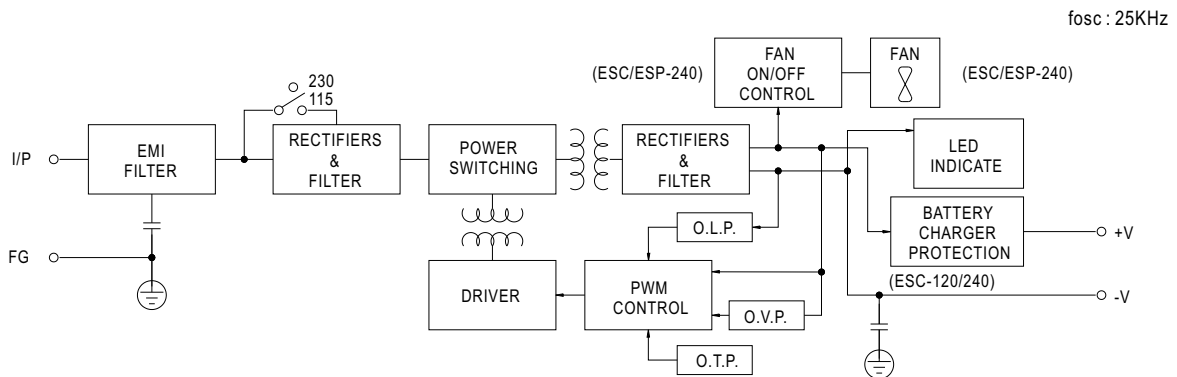 fosc : 25KHz
(ESC/ESP-240)
FAN
ON/OFF
CONTROL
FAN
(ESC/ESP-240)
230
115
I/P
EMI
FILTER
RECTIFIERS
&
FILTER
POWER
SWITCHING
RECTIFIERS
&
FILTER
LED
INDICATE
BATTERY
CHARGER
PROTECTION
+V
O.L.P.
FG
DRIVER
PWM
CONTROL
(ESC-120/240)
-V
O.V.P.
O.T.P.